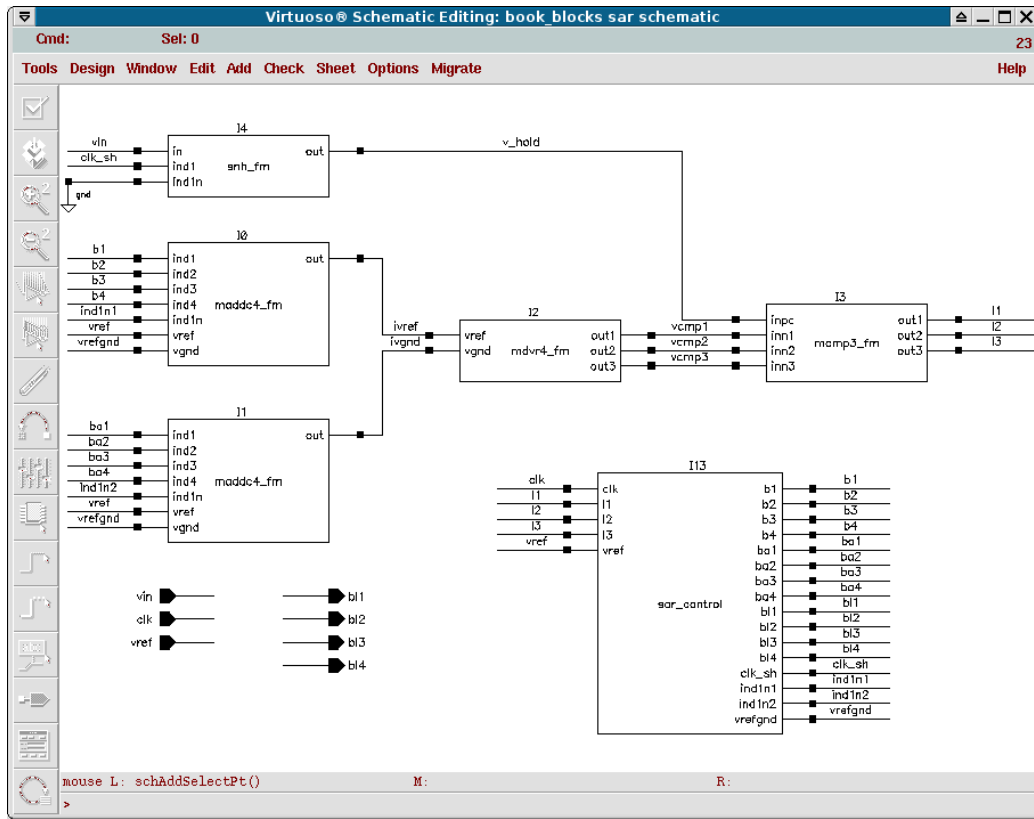 Virtuoso® Schematic Editing: book_blocks sar schematic
Cmd: Sel: 0
23
Tools Design Window Edit Add Check Sheet Options Migrate Help
I4
vin
clk_sh
gnd
in
ind1
ind1n
snh_fm
out
v_hold
I0
b1
b2
b3
b4
ind1n1
vref
vrefgnd
ind1
ind2
ind3
ind4
ind1n
vref
vgnd
maddc4_fm
out
ivref
ivgnd
I2
vref
vgnd
mdvr4_fm
out1
out2
out3
vcmp1
vcmp2
vcmp3
I3
inpc
inn1
inn2
inn3
mcmp3_fm
out1
out2
out3
l1
l2
l3
I1
ba1
ba2
ba3
ba4
ind1n2
vref
vrefgnd
ind1
ind2
ind3
ind4
ind1n
vref
vgnd
maddc4_fm
out
I13
clk
l1
l2
l3
vref
clk
l1
l2
l3
vref
sar_control
b1
b2
b3
b4
ba1
ba2
ba3
ba4
bl1
bl2
bl3
bl4
clk_sh
ind1n1
ind1n2
vrefgnd
b1
b2
b3
b4
ba1
ba2
ba3
ba4
bl1
bl2
bl3
bl4
clk_sh
ind1n1
ind1n2
vrefgnd
vin
clk
vref
bl1
bl2
bl3
bl4
mouse L: schAddSelectPt() M: R:
>